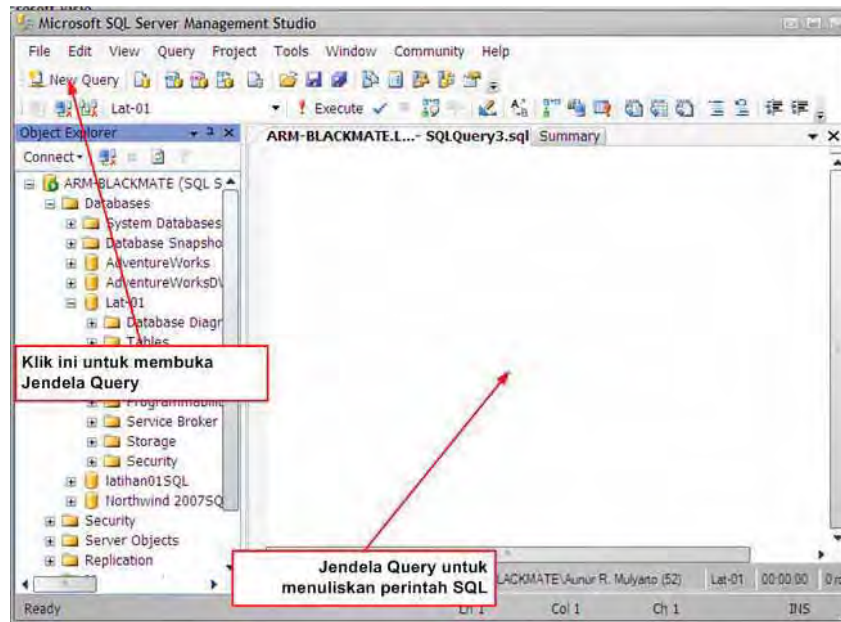 Microsoft SQL Server Management Studio
File Edit View Query Project Tools Window Community Help
New Query
Lat-01 Execute
Object Explorer
ARM-BLACKMATE.L...- SQLQuery3.sql Summary
Connect
ARM-BLACKMATE (SQL S
Databases
System Databases
Database Snapsho
AdventureWorks
AdventureWorksD
Lat-01
Database Diagr
Tables
Klik ini untuk membuka
Jendela Query
Programmabilit
Service Broker
Storage
Security
latihan01SQL
Northwind 2007SQ
Security
Server Objects
Replication
Jendela Query untuk
menuliskan perintah SQL
LACKMATE\Aunur R. Mulyanto (52) Lat-01 00:00:00 0 r
Ready Ln 1 Col 1 Ch 1 INS